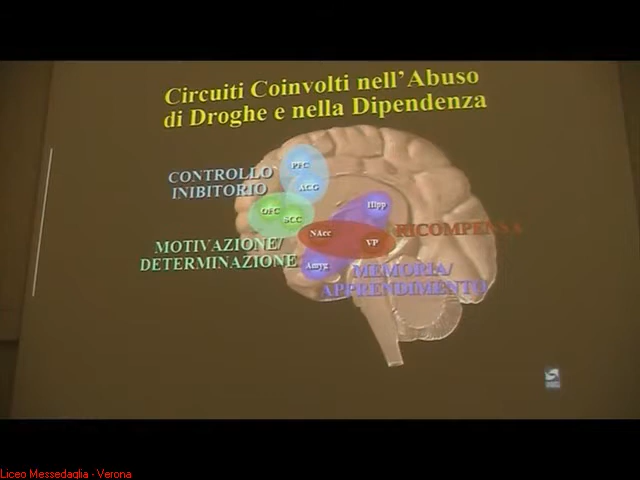 Circuiti Coinvolti nell'Abuso
di Droghe e nella Dipendenza
PFC
CONTROLLO
INIBITORIO
ACG
Hipp
OFC
SCC
NAcc
VP
RICOMPENSA
MOTIVAZIONE/
DETERMINAZIONE
Amyg
MEMORIA/
APPRENDIMENTO
Liceo Messedaglia - Verona